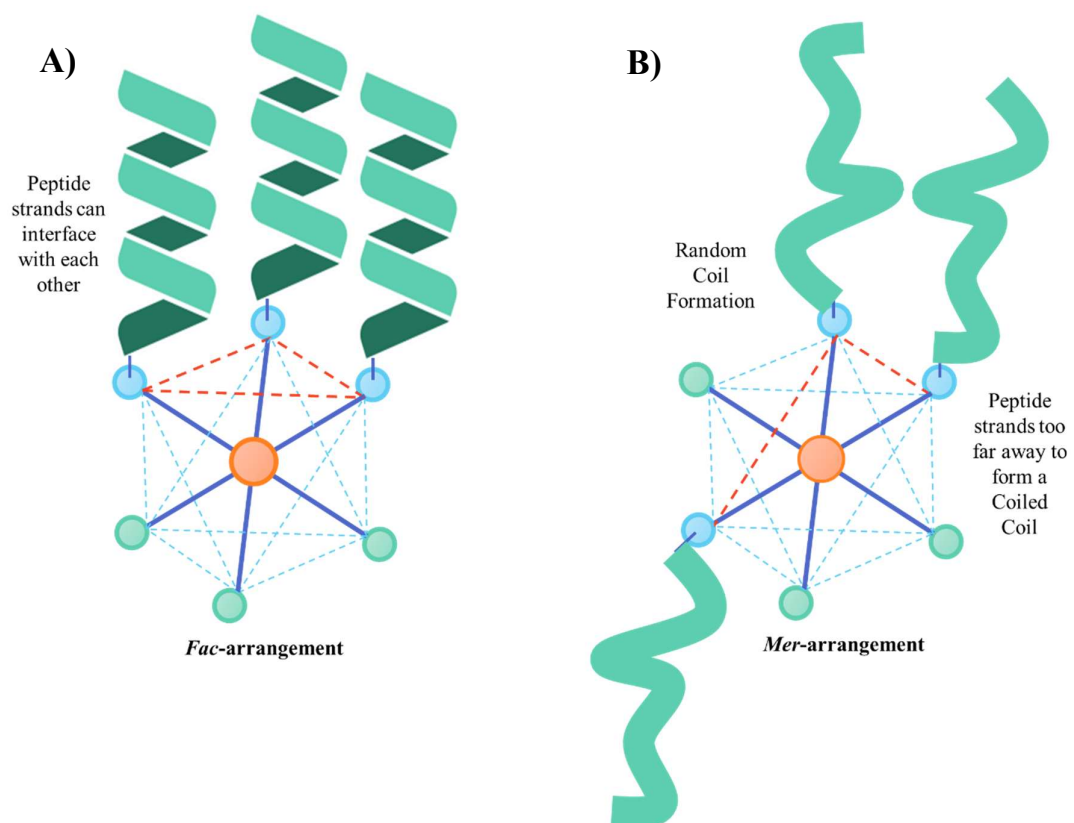 A)
Peptide
strands can
interface
with each
other
Fac-arrangement
B)
Random
Coil
Formation
Peptide
strands too
far away to
form a
Coiled
Coil
Mer-arrangement